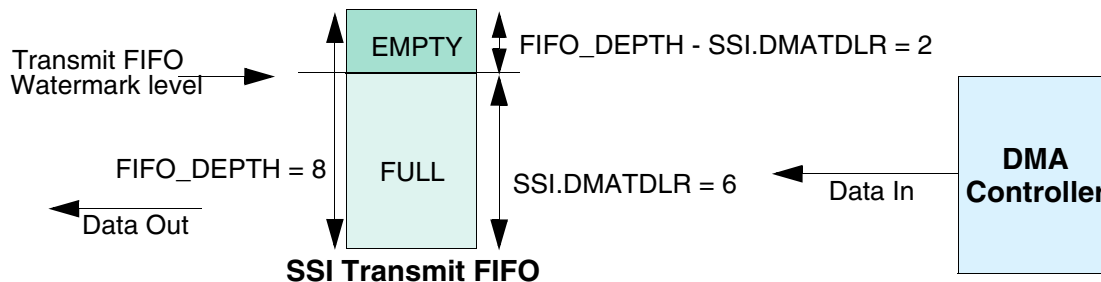 EMPTY
FIFO_DEPTH - SSI.DMATDLR = 2
Transmit FIFO
Watermark level
FIFO_DEPTH = 8
FULL
SSI.DMATDLR = 6
DMA
Controller
Data In
Data Out
SSI Transmit FIFO